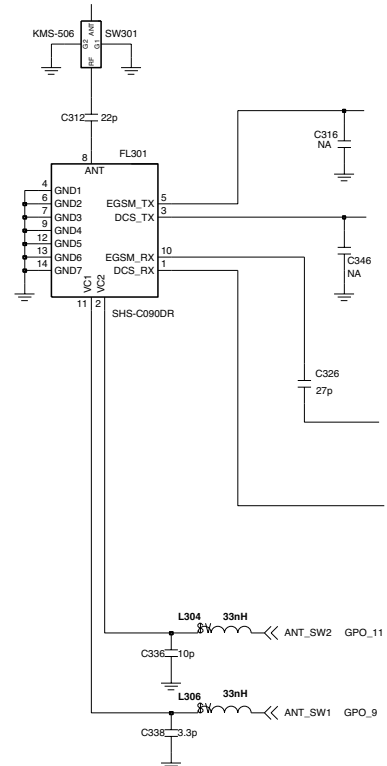 KMS-506 G2 ANT G1 SW301
RF
C312 22p
8 FL301
ANT
4 GND1
6 GND2 EGSM_TX 5
7 GND3 DCS_TX 3
9 GND4
12 GND5
13 GND6 EGSM_RX 10
14 GND7 DCS_RX 1
VC1 VC2
11 2 SHS-C090DR
C316
NA
C346
NA
C326
27p
L304 33nH
ANT_SW2 GPO_11
C336 10p
L306 33nH
ANT_SW1 GPO_9
C338 3.3p